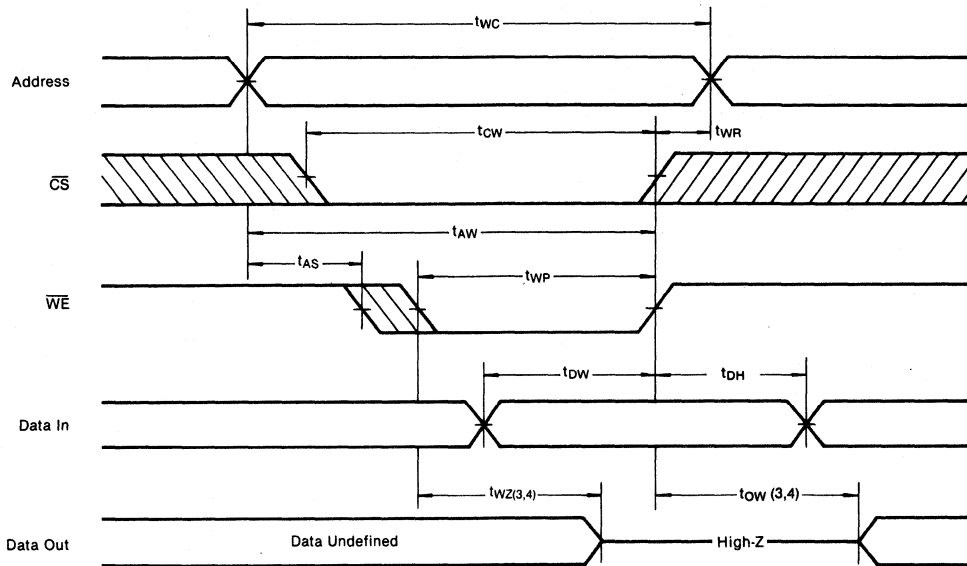 tWC
Address
tCW
tWR
CS
tAW
tAS
tWP
WE
tDW
tDH
Data In
tWZ(3,4)
tOW (3,4)
Data Out
Data Undefined
High-Z